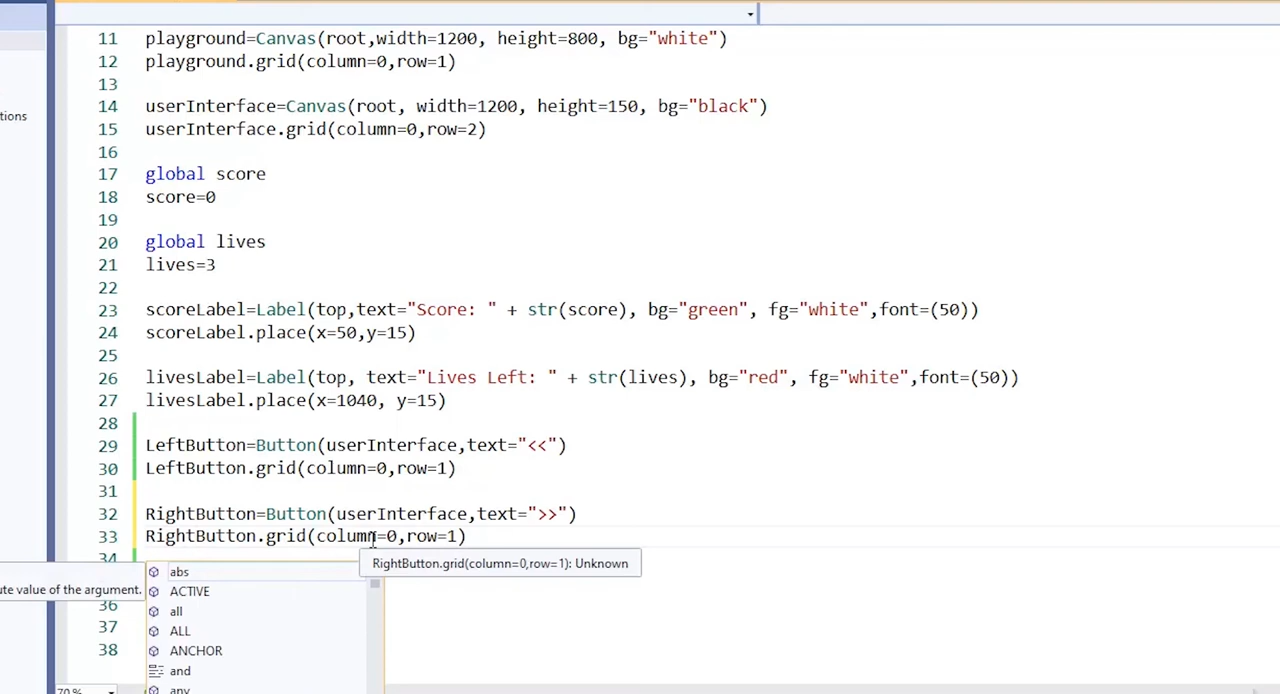 11 playground=Canvas(root,width=1200, height=800, bg="white")
12 playground.grid(column=0,row=1)
13
14 userInterface=Canvas(root, width=1200, height=150, bg="black")
tions
15 userInterface.grid(column=0,row=2)
16
17 global score
18 score=0
19
20 global lives
21 lives=3
22
23 scoreLabel=Label(top,text="Score: " + str(score), bg="green", fg="white",font=(50))
24 scoreLabel.place(x=50,y=15)
25
26 livesLabel=Label(top, text="Lives Left: " + str(lives), bg="red", fg="white",font=(50))
27 livesLabel.place(x=1040, y=15)
28
29 LeftButton=Button(userInterface,text="<<")
30 LeftButton.grid(column=0,row=1)
31
32 RightButton=Button(userInterface,text=">>")
33 RightButton.grid(column=0,row=1)
34
RightButton.grid(column=0,row=1): Unknown
abs
ute value of the argument.
ACTIVE
36 all
37 ALL
38 ANCHOR
and
any
70 %